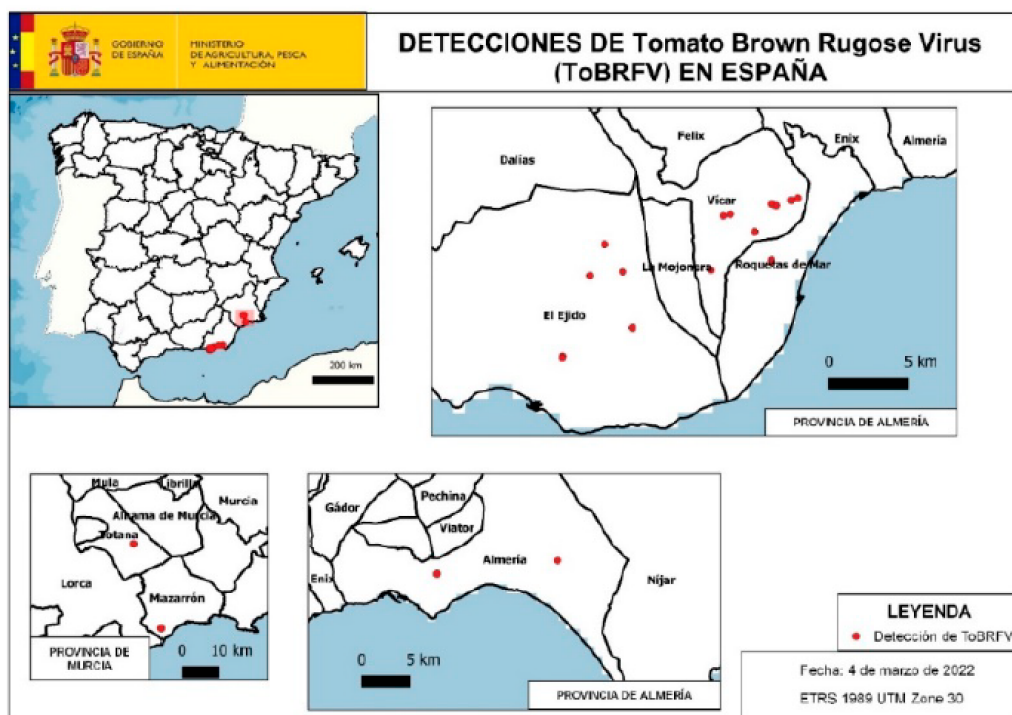 GOBIERNO
DE ESPAÑA
MINISTERIO
DE AGRICULTURA, PESCA
Y ALIMENTACIÓN
DETECCIONES DE Tomato Brown Rugose Virus
(ToBRFV) EN ESPAÑA
200 km
Dalías
Felix
Enix
Almería
Vícar
La Mojonera
Roquetas de Mar
El Ejido
0 5 km
PROVINCIA DE ALMERÍA
Mula
Librilla
Murcia
Alhama de Murcia
Totana
Lorca
Mazarrón
0 10 km
PROVINCIA DE
MURCIA
Gádor
Pechina
Viator
Almería
Enix
Níjar
0 5 km
PROVINCIA DE ALMERÍA
LEYENDA
Detección de ToBRFV
Fecha: 4 de marzo de 2022
ETRS 1989 UTM Zone 30